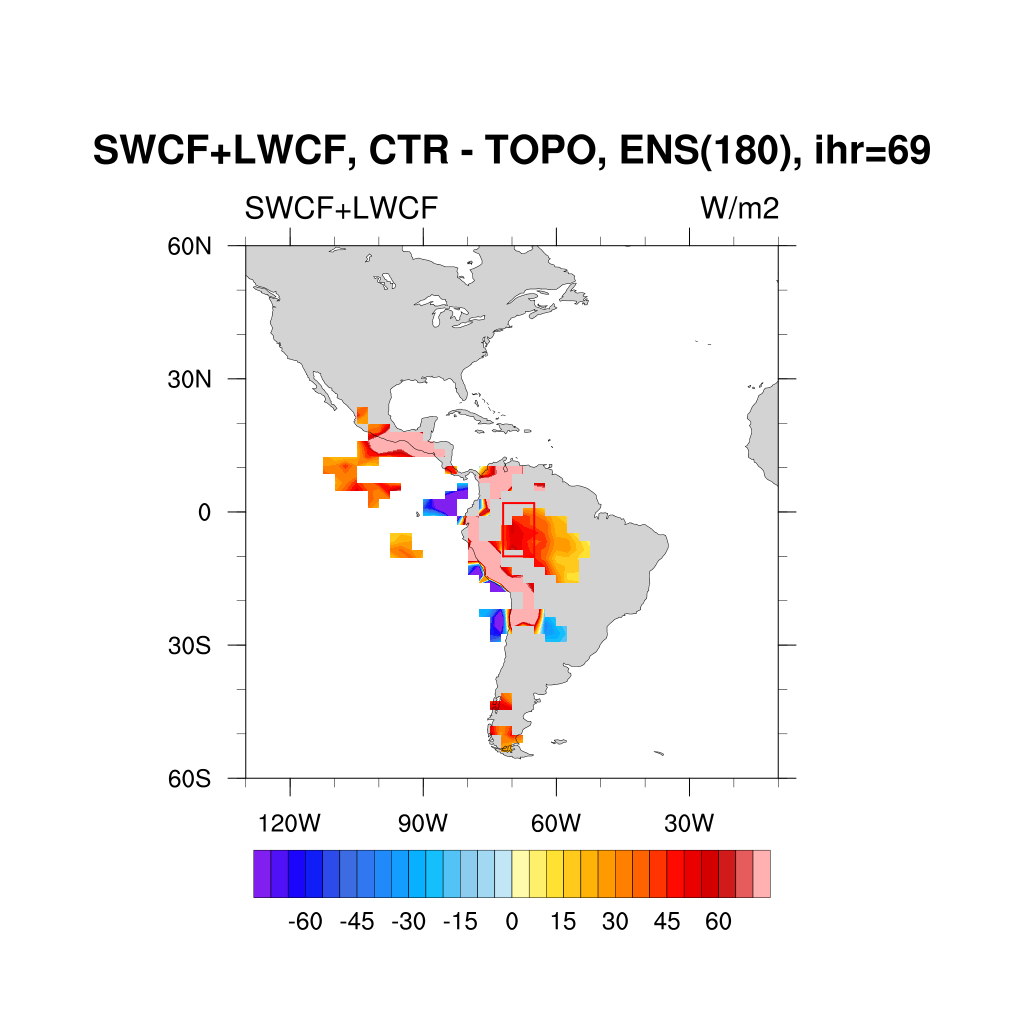 SWCF+LWCF, CTR - TOPO, ENS(180), ihr=69
SWCF+LWCF W/m2
60N
30N
0
30S
60S
120W 90W 60W 30W
-60 -45 -30 -15 0 15 30 45 60